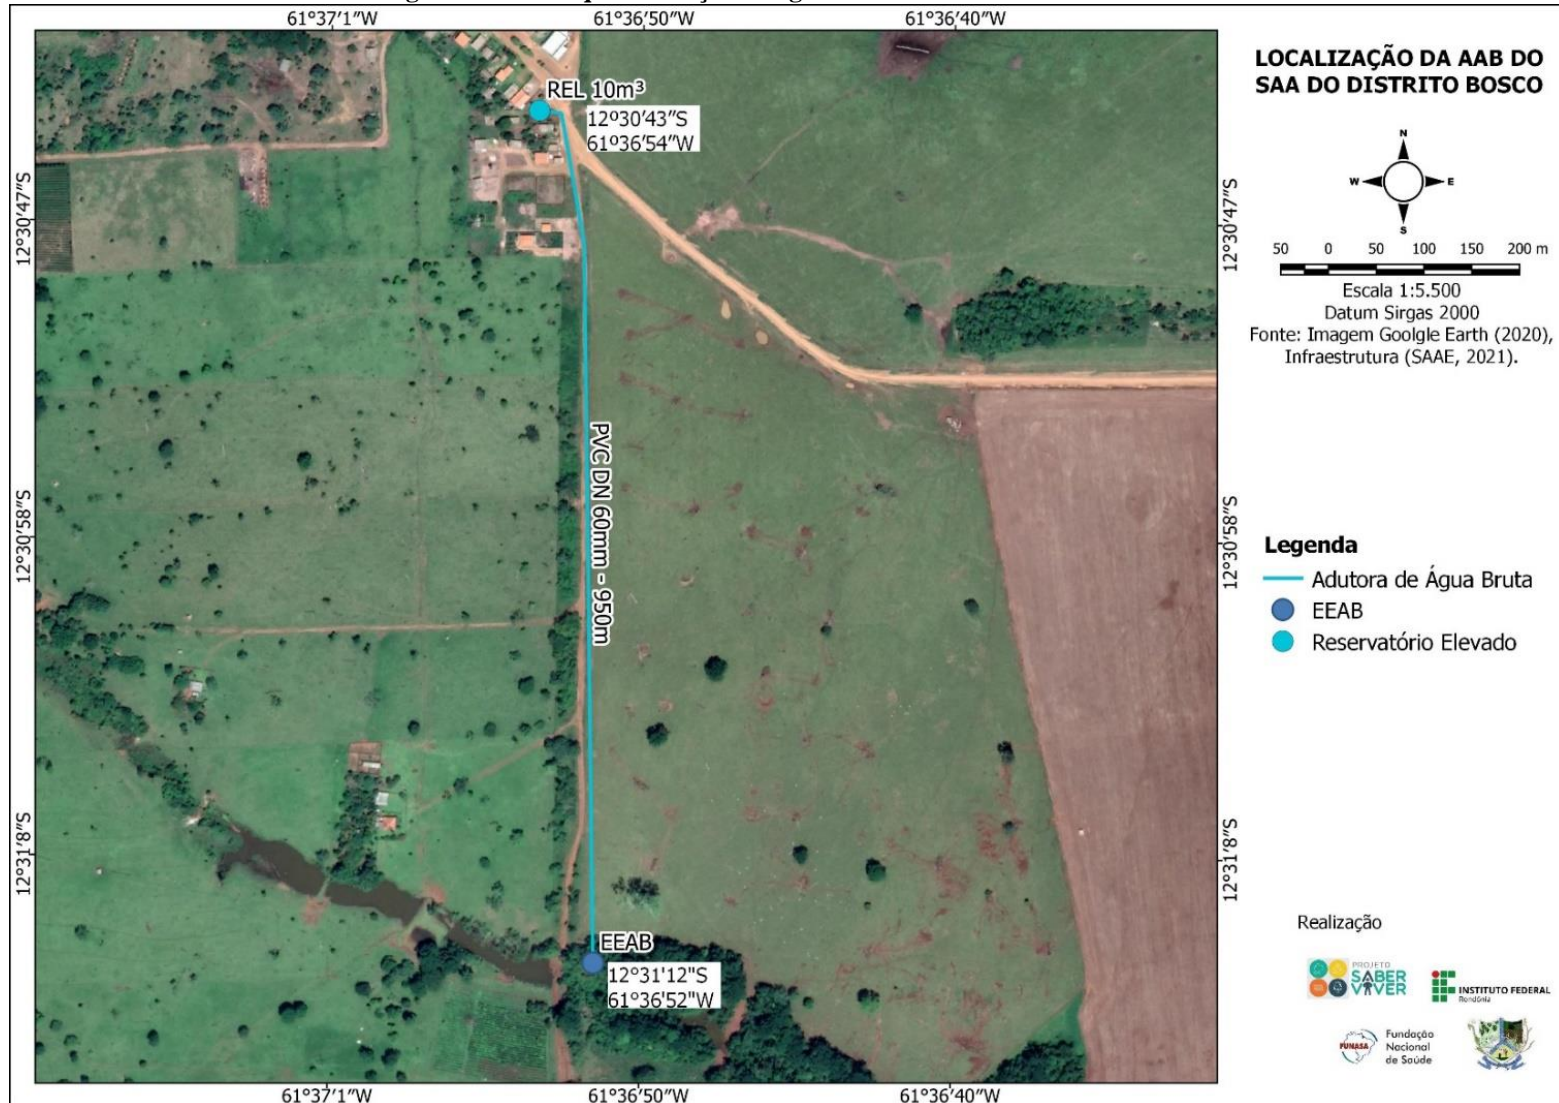 61°37'1"W
61°36'50"W
61°36'40"W
REL 10m³
12º30'43"S
61º36'54"W
12°30'47"S
12°30'58"S
12°31'8"S
PVC DN 60mm - 950m
EEAB
12°31'12"S
61°36'52"W
12°30'47"S
12°30'58"S
12°31'8"S
61°37'1"W
61°36'50"W
61°36'40"W
LOCALIZAÇÃO DA AAB DO
SAA DO DISTRITO BOSCO
N
W
E
S
50 0 50 100 150 200 m
Escala 1:5.500
Datum Sirgas 2000
Fonte: Imagem Goolgle Earth (2020),
Infraestrutura (SAAE, 2021).
Legenda
Adutora de Água Bruta
EEAB
Reservatório Elevado
Realização
PROJETO
SABER
VIVER
INSTITUTO FEDERAL
Rondônia
FUNASA
Fundação
Nacional
de Saúde